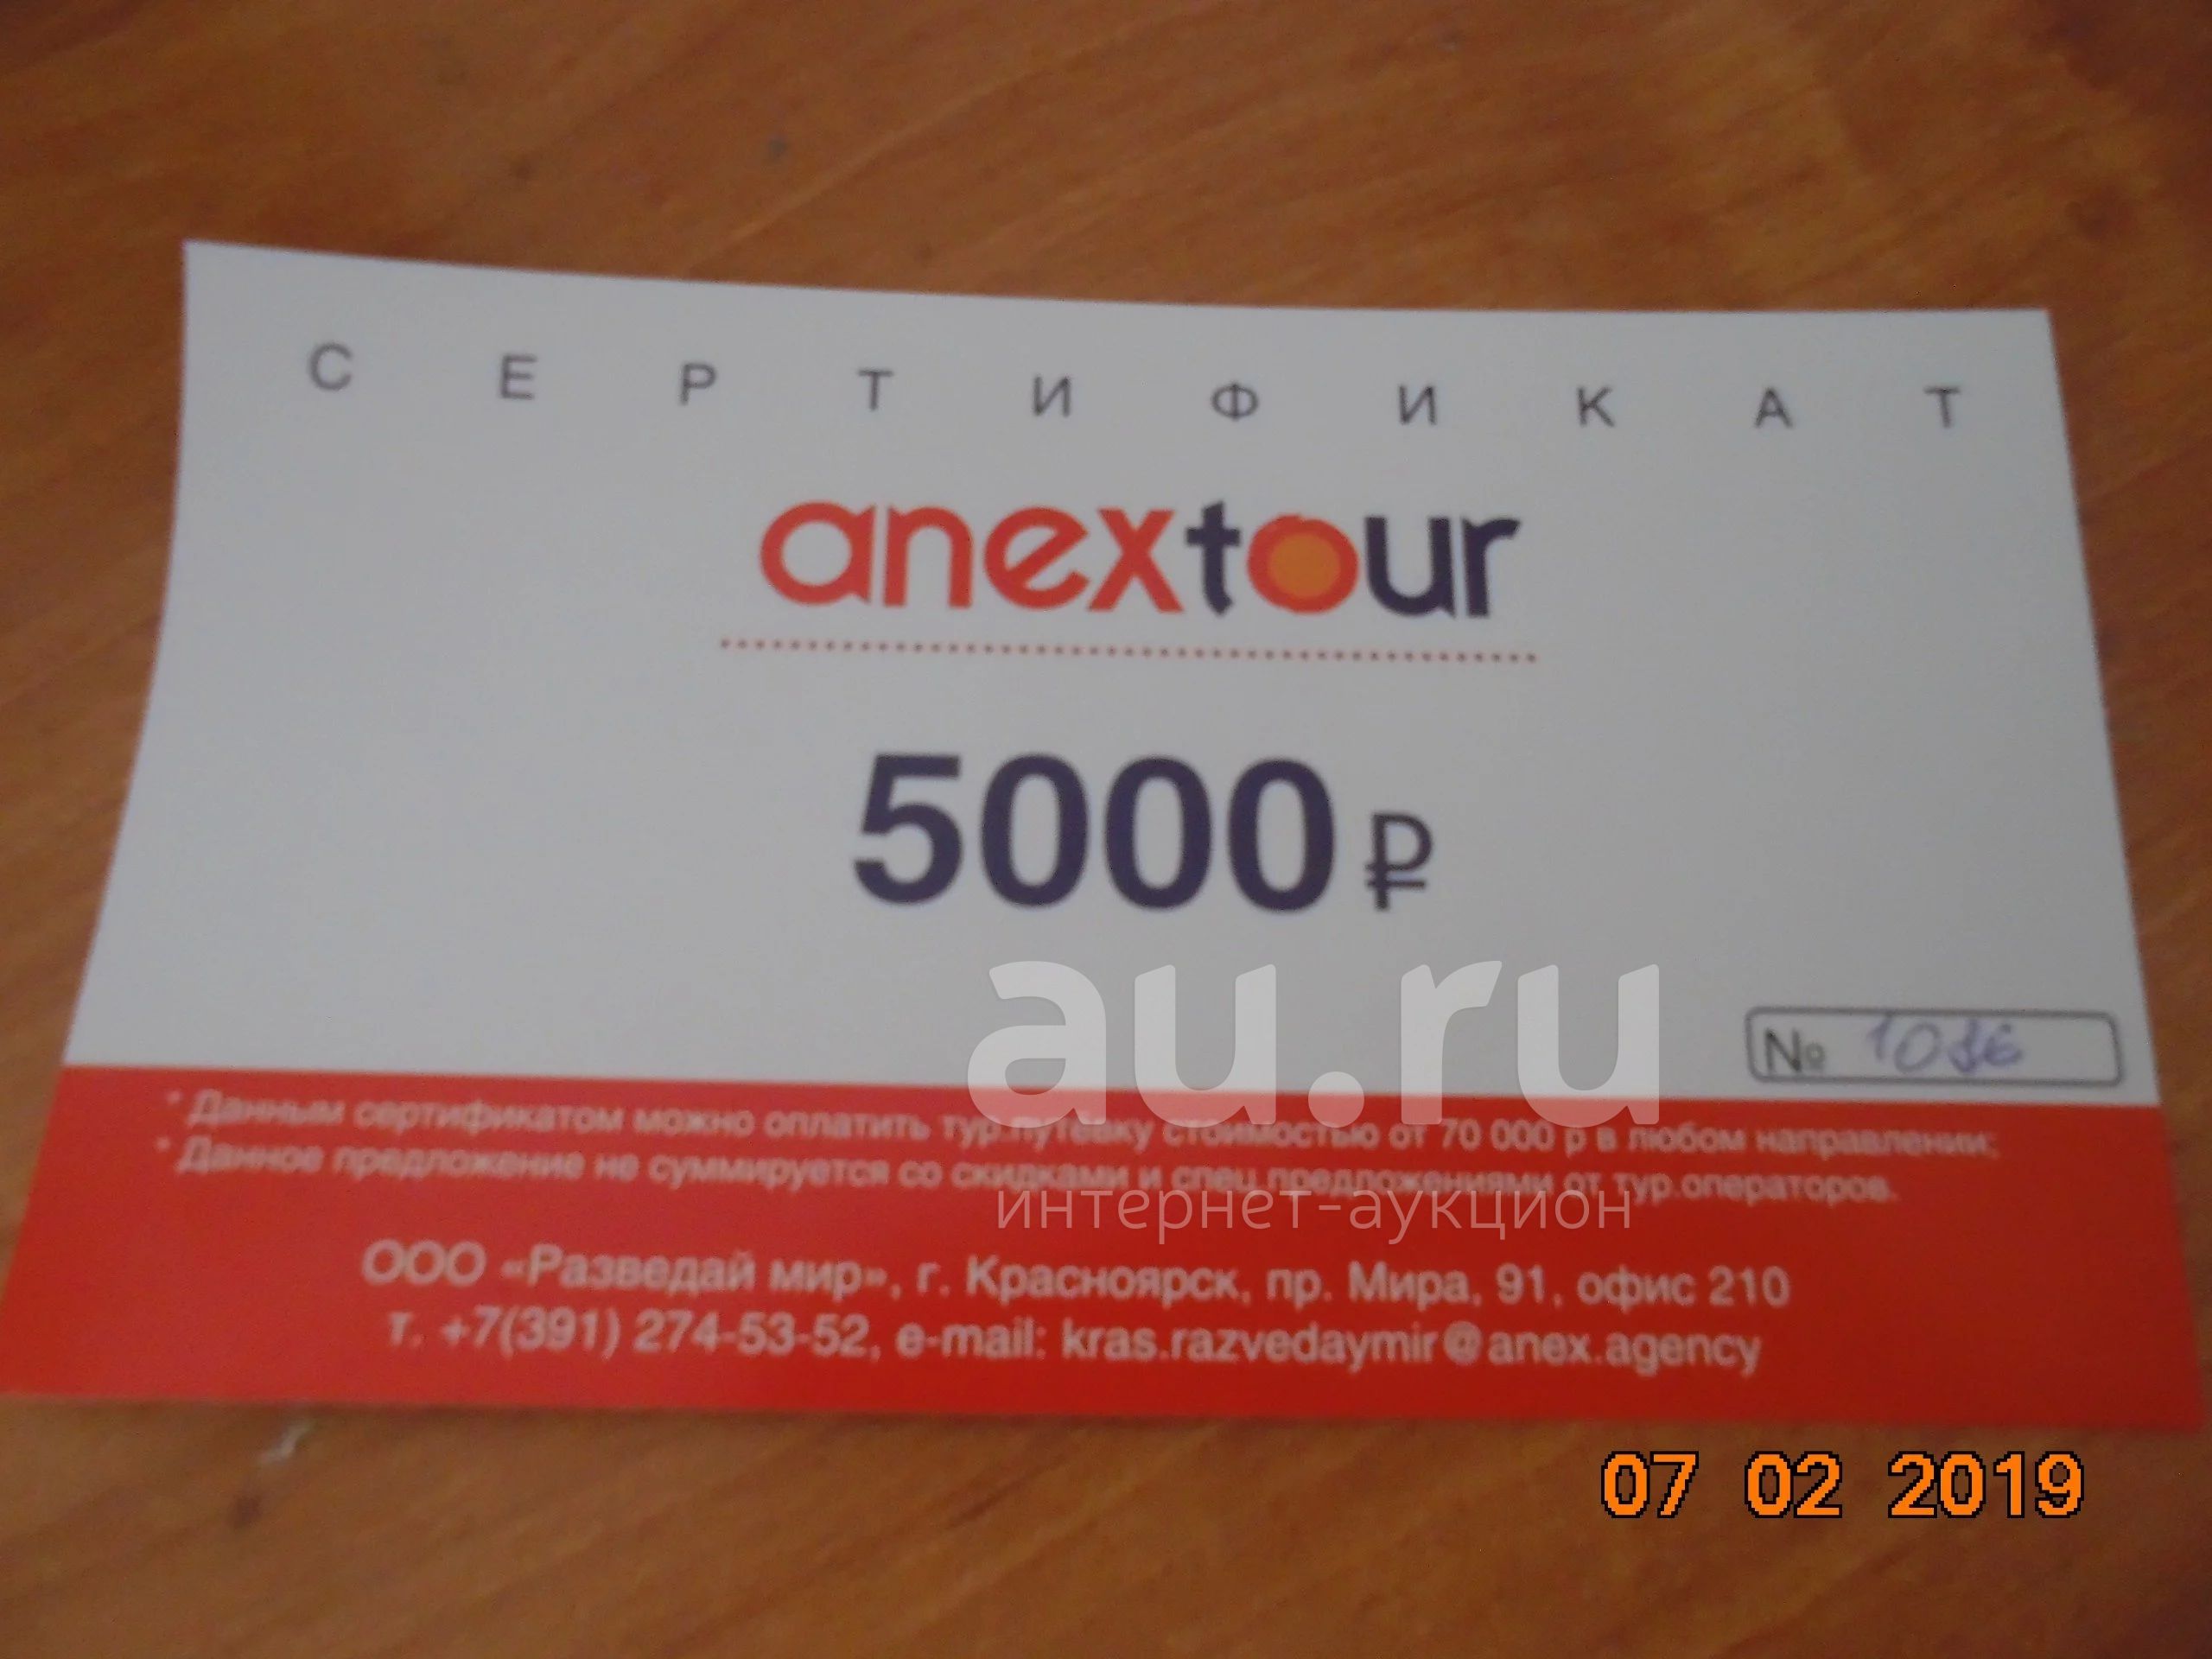 СЕРТИФИКАТ
anextour
5000 ₽
au.ru
№
* Данным сертификатом можно оплатить тур.путёвку стоимостью от 70 000 р в любом направлении;
* Данное предложение не суммируется со скидками и спец.предложениями от тур.операторов.
интернет-аукцион
ООО «Разведай мир», г. Красноярск, пр. Мира, 91, офис 210
т. +7(391) 274-53-52, e-mail: kras.razvedaymir@anex.agency
07 02 2019